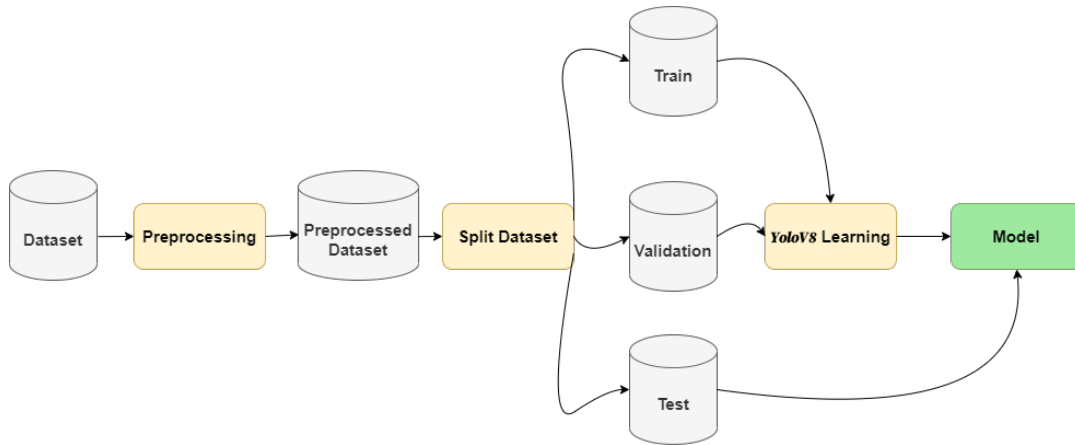 Train
Dataset
Preprocessing
Preprocessed
Dataset
Split Dataset
Validation
YoloV8 Learning
Model
Test